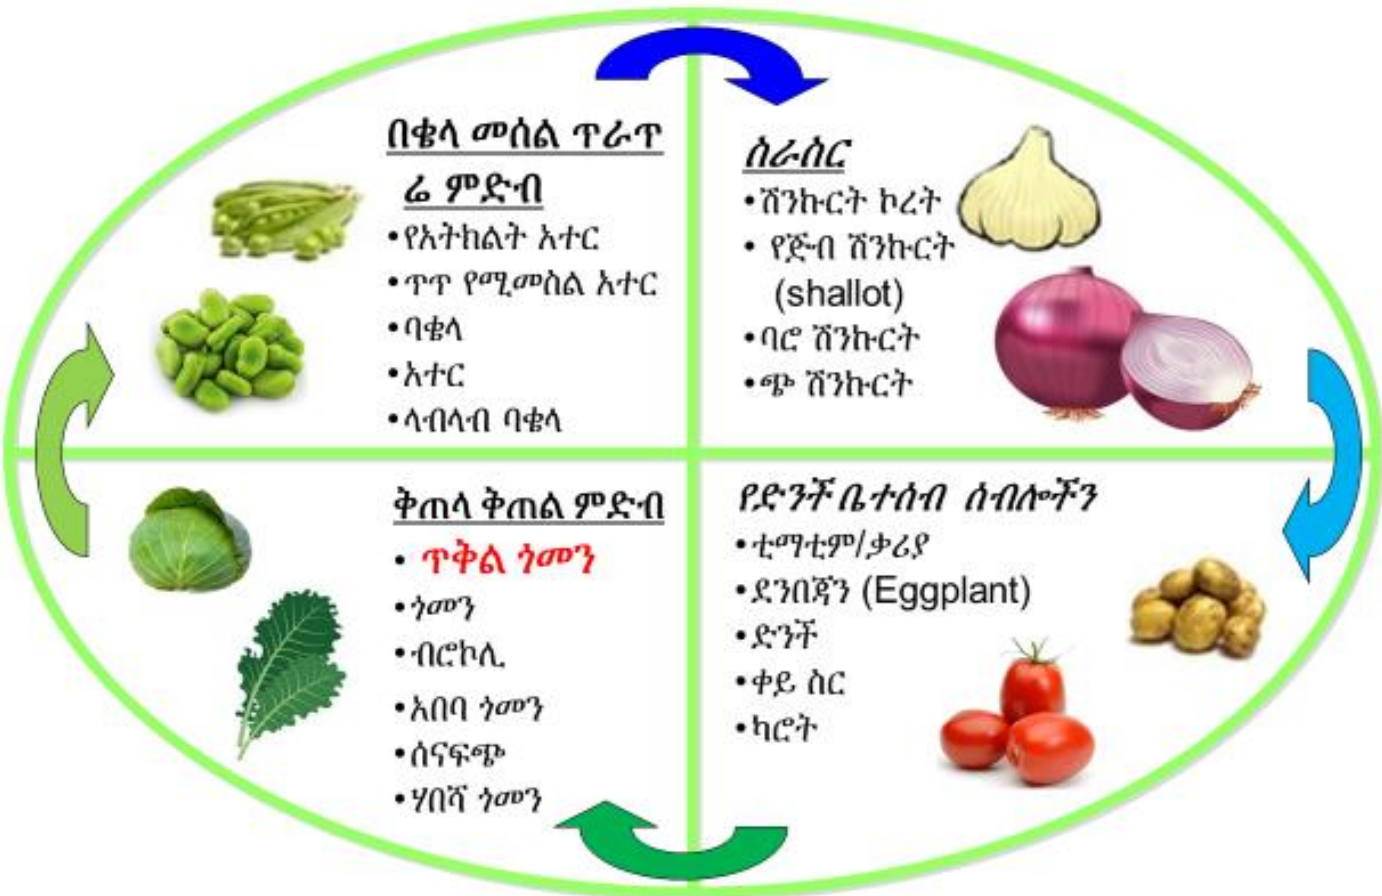 በቄላ መሰል ጥራጥ
ሬ ምድብ
•የአትክልት አተር
•ጥጥ የሚመስል አተር
•ባቄላ
•አተር
•ላብላብ ባቄላ
ስራስር
•ሽንኩርት ኮረት
• የጅብ ሽንኩርት
(shallot)
•ባሮ ሽንኩርት
•ጭ ሽንኩርት
ቅጠላ ቅጠል ምድብ
• ጥቅል ጎመን
•ጎመን
•ብሮኮሊ
•አበባ ጎመን
•ሰናፍጭ
•ሃበሻ ጎመን
የድንች ቤተሰብ ሰብሎችን
•ቲማቲም/ቃሪያ
•ደንበጃን (Eggplant)
•ድንች
•ቀይ ስር
•ካሮት